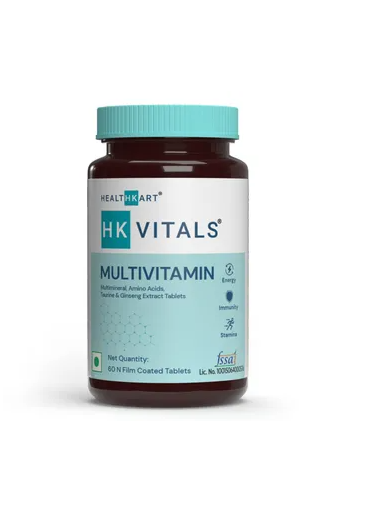 HEALTHKART®
HK VITALS®
MULTIVITAMIN
Multimineral, Amino Acids,
Taurine & Ginseng Extract Tablets
Energy
Immunity
Stamina
Net Quantity:
60 N Film Coated Tablets
fssai